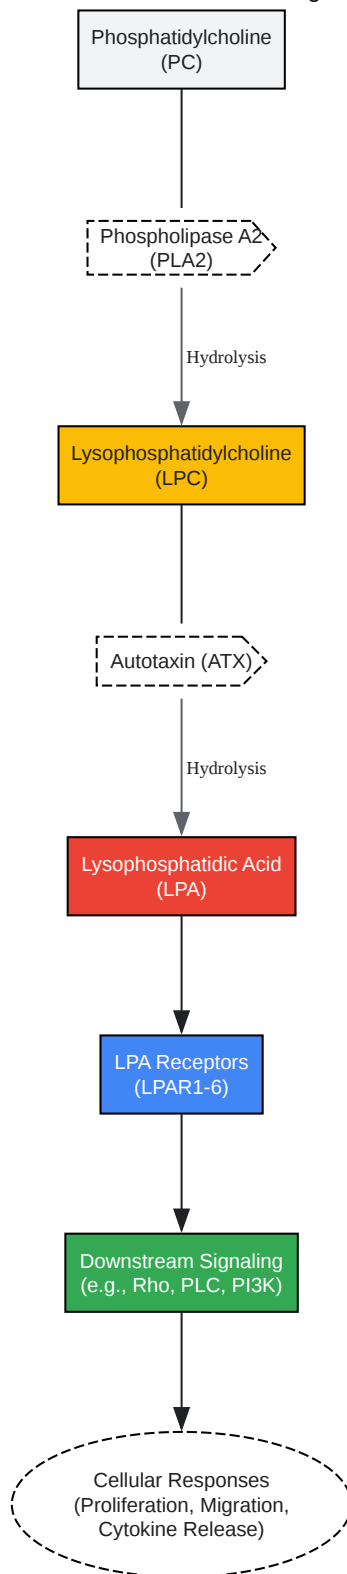 Phosphatidylcholine
(PC)
Phospholipase A2
(PLA2)
Hydrolysis
Lysophosphatidylcholine
(LPC)
Autotaxin (ATX)
Hydrolysis
Lysophosphatidic Acid
(LPA)
LPA Receptors
(LPAR1-6)
Downstream Signaling
(e.g., Rho, PLC, PI3K)
Cellular Responses
(Proliferation, Migration,
Cytokine Release)